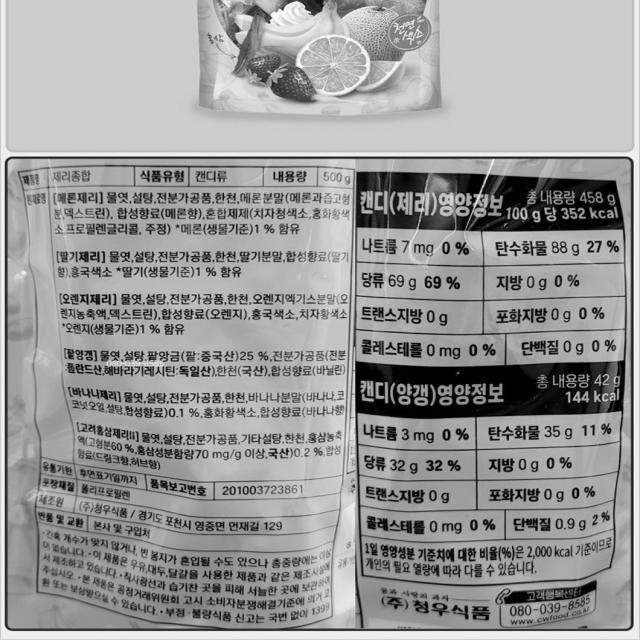 홍삼
천연
색소
제품명 제리종합 식품유형 캔디류 내용량 500 g
[메론제리] 물엿,설탕,전분가공품,한천,메론분말(메론과즙고형
분,덱스트린), 합성향료(메론향),혼합제제(치자청색소,홍화황색
소,프로필렌글리콜, 주정) *메론(생물기준)1 % 함유
[딸기제리] 물엿,설탕,전분가공품,한천,딸기분말,합성향료(딸기
향),홍국색소 *딸기(생물기준)1 % 함유
[오렌지제리] 물엿,설탕,전분가공품,한천,오렌지엑기스분말(오
렌지농축액,덱스트린),합성향료(오렌지),홍국색소,치자황색소
*오렌지(생물기준)1 % 함유
[팥양갱] 물엿,설탕,팥앙금(팥:중국산)25 %,전분가공품(전분
:폴란드산,해바라기레시틴:독일산),한천(국산),합성향료(바닐린)
[바나나제리] 물엿,설탕,전분가공품,한천,바나나분말(바나나,코
코넛오일,설탕,합성향료)0.1 %,홍화황색소,합성향료(바나나향)
[고려홍삼제리II] 물엿,설탕,전분가공품,기타설탕,한천,홍삼농축
액(고형분60 %,홍삼성분함량70 mg/g 이상,국산)0.2 %,합성
향료(드링크향,허브향)
유통기한 후면표기일까지
포장재질 폴리프로필렌 품목보고번호 201003723861
제조원 (주)청우식품 / 경기도 포천시 영중면 먼재길 129
반품 및 교환 본사 및 구입처
·간혹 개수가 맞지 않거나, 빈 봉지가 혼입될 수도 있으나 총중량에는 이상
이 없습니다. · 이 제품은 우유,대두,달걀을 사용한 제품과 같은 제조시설에
서 제조하고 있습니다. · 직사광선과 습기찬 곳을 피해 서늘한 곳에 보관하여
주십시오. · 본 제품은 공정거래위원회 고시 소비자분쟁해결기준에 의거 교
환 또는 보상받으실 수 있습니다. · 부정·불량식품 신고는 국번 없이 1399
캔디(제리)영양정보 총 내용량 458 g
100 g 당 352 kcal
나트륨 7 mg 0 % 탄수화물 88 g 27 %
당류 69 g 69 % 지방 0 g 0 %
트랜스지방 0 g 포화지방 0 g 0 %
콜레스테롤 0 mg 0 % 단백질 0 g 0 %
캔디(양갱)영양정보 총 내용량 42 g
144 kcal
나트륨 3 mg 0 % 탄수화물 35 g 11 %
당류 32 g 32 % 지방 0 g 0 %
트랜스지방 0 g 포화지방 0 g 0 %
콜레스테롤 0 mg 0 % 단백질 0.9 g 2 %
1일 영양성분 기준치에 대한 비율(%)은 2,000 kcal 기준이므로
개인의 필요 열량에 따라 다를 수 있습니다.
꿈과 사랑의 과자
(주)청우식품
고객행복센터
080-039-8585
www.cwfood.co.kr